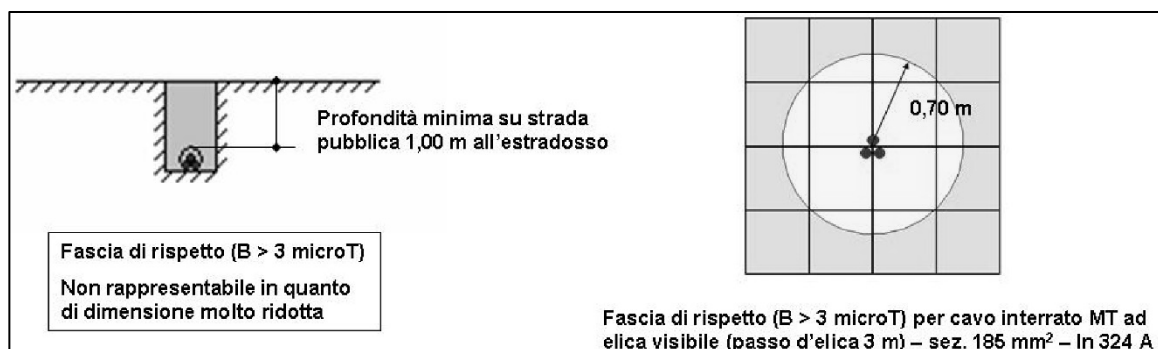 Profondità minima su strada
pubblica 1,00 m all'estradosso
Fascia di rispetto (B > 3 microT)
Non rappresentabile in quanto
di dimensione molto ridotta
0,70 m
Fascia di rispetto (B > 3 microT) per cavo interrato MT ad
elica visibile (passo d'elica 3 m) – sez. 185 mm² – In 324 A